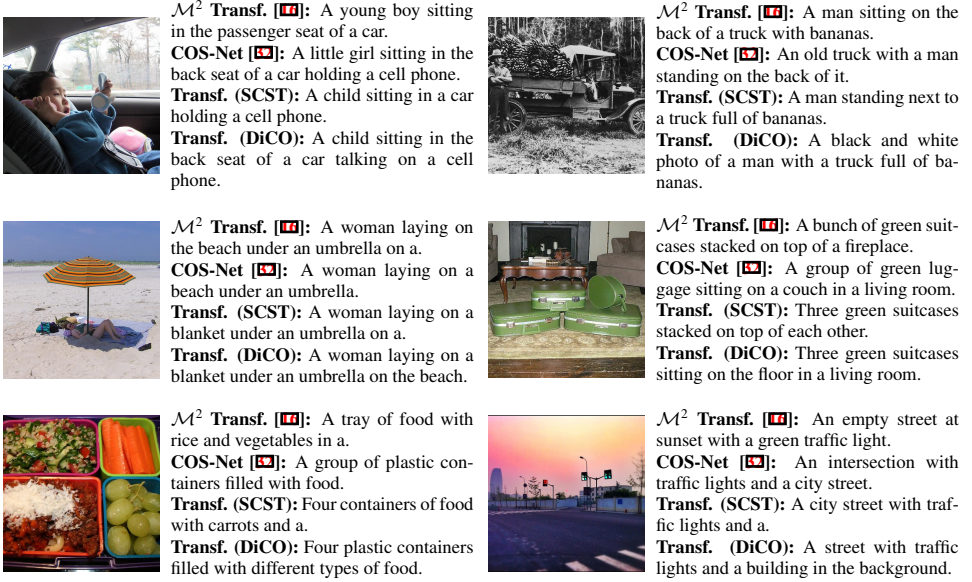 M² Transf. [16]: A young boy sitting
in the passenger seat of a car.
COS-Net [32]: A little girl sitting in the
back seat of a car holding a cell phone.
Transf. (SCST): A child sitting in a car
holding a cell phone.
Transf. (DiCO): A child sitting in the
back seat of a car talking on a cell
phone.
M² Transf. [16]: A man sitting on the
back of a truck with bananas.
COS-Net [32]: An old truck with a man
standing on the back of it.
Transf. (SCST): A man standing next to
a truck full of bananas.
Transf. (DiCO): A black and white
photo of a man with a truck full of ba-
nanas.
M² Transf. [16]: A woman laying on
the beach under an umbrella on a.
COS-Net [32]: A woman laying on a
beach under an umbrella.
Transf. (SCST): A woman laying on a
blanket under an umbrella on a.
Transf. (DiCO): A woman laying on a
blanket under an umbrella on the beach.
M² Transf. [16]: A bunch of green suit-
cases stacked on top of a fireplace.
COS-Net [32]: A group of green lug-
gage sitting on a couch in a living room.
Transf. (SCST): Three green suitcases
stacked on top of each other.
Transf. (DiCO): Three green suitcases
sitting on the floor in a living room.
M² Transf. [16]: A tray of food with
rice and vegetables in a.
COS-Net [32]: A group of plastic con-
tainers filled with food.
Transf. (SCST): Four containers of food
with carrots and a.
Transf. (DiCO): Four plastic containers
filled with different types of food.
M² Transf. [16]: An empty street at
sunset with a green traffic light.
COS-Net [32]: An intersection with
traffic lights and a city street.
Transf. (SCST): A city street with traf-
fic lights and a.
Transf. (DiCO): A street with traffic
lights and a building in the background.